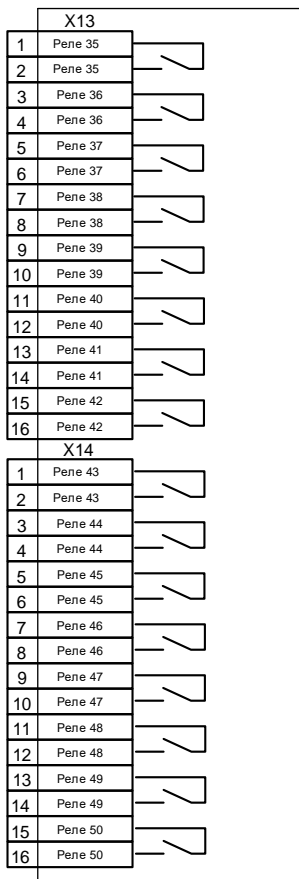 X13
1 Реле 35
2 Реле 35
3 Реле 36
4 Реле 36
5 Реле 37
6 Реле 37
7 Реле 38
8 Реле 38
9 Реле 39
10 Реле 39
11 Реле 40
12 Реле 40
13 Реле 41
14 Реле 41
15 Реле 42
16 Реле 42
X14
1 Реле 43
2 Реле 43
3 Реле 44
4 Реле 44
5 Реле 45
6 Реле 45
7 Реле 46
8 Реле 46
9 Реле 47
10 Реле 47
11 Реле 48
12 Реле 48
13 Реле 49
14 Реле 49
15 Реле 50
16 Реле 50